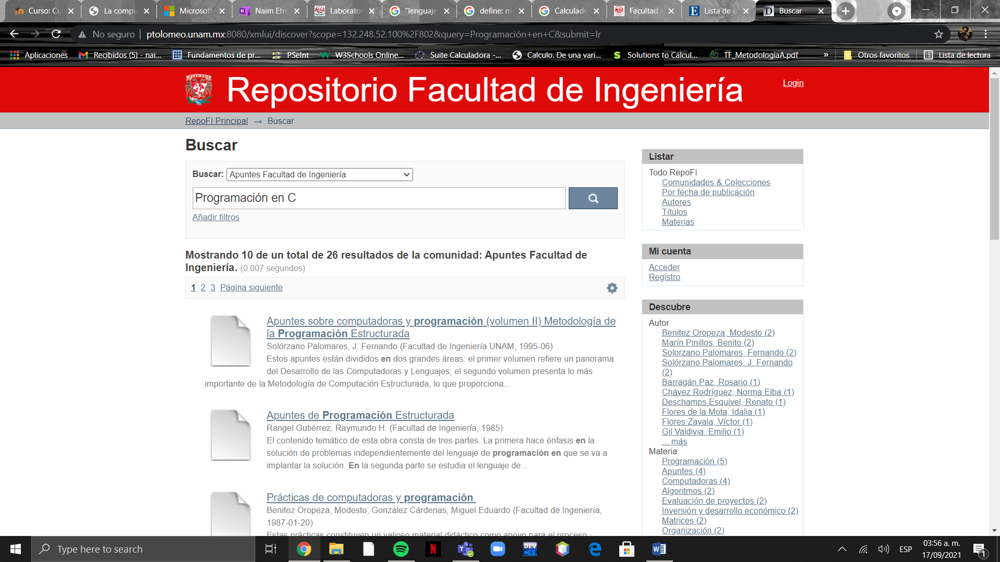 Curso: Cu
La compu
Microsoft
Naim Efre
Laborator
"lenguaje
define: m
Calculado
Facultad d
Lista de r
Buscar
No seguro | ptolomeo.unam.mx:8080/xmlui/discover?scope=132.248.52.100%2F802&query=Programación+en+C&submit=Ir
Aplicaciones
Recibidos (5) - nai...
Fundamentos de pr...
PSeInt
W3Schools Online...
Suite Calculadora -...
Calculo. De una vari...
Solutions to Cálcul...
TF_MetodologiaA.pdf
»
Otros favoritos
Lista de lectura
Repositorio Facultad de Ingeniería
Login
RepoFI Principal → Buscar
Buscar
Buscar: Apuntes Facultad de Ingeniería
Programación en C
Añadir filtros
Mostrando 10 de un total de 26 resultados de la comunidad: Apuntes Facultad de
Ingeniería. (0.007 segundos)
1 2 3 Página siguiente
Apuntes sobre computadoras y programación (volumen II) Metodología de
la Programación Estructurada
Solórzano Palomares, J. Fernando (Facultad de Ingeniería UNAM, 1995-06)
Estos apuntes están divididos en dos grandes áreas: el primer volumen refiere un panorama
del Desarrollo de las Computadoras y Lenguajes; el segundo volumen presenta lo más
importante de la Metodología de Computación Estructurada, lo que proporciona...
Apuntes de Programación Estructurada
Rangel Gutiérrez, Raymundo H. (Facultad de Ingeniería, 1985)
El contenido temático de esta obra consta de tres partes. La primera hace énfasis en la
solución de problemas independientemente del lenguaje de programación en que se va a
implantar la solución. En la segunda parte se estudia el lenguaje de...
Prácticas de computadoras y programación
Benitez Oropeza, Modesto; González Cárdenas, Miguel Eduardo (Facultad de Ingeniería,
1987-01-20)
Estas prácticas constituyen un valioso material didáctico como apoyo para el proceso -
Listar
Todo RepoFI
Comunidades & Colecciones
Por fecha de publicación
Autores
Títulos
Materias
Mi cuenta
Acceder
Registro
Descubre
Autor
Benitez Oropeza, Modesto (2)
Marín Pinillos, Benito (2)
Solorzano Palomares, Fernando (2)
Solórzano Palomares, J. Fernando
(2)
Barragán Paz, Rosario (1)
Chávez Rodríguez, Norma Elba (1)
Deschamps Esquivel, Renato (1)
Flores de la Mota, Idalia (1)
Flores Zavala, Víctor (1)
Gil Valdivia, Emilio (1)
... más
Materia
Programación (5)
Apuntes (4)
Computadoras (4)
Algoritmos (2)
Evaluación de proyectos (2)
Inversión y desarrollo económico (2)
Matrices (2)
Organización (2)
Type here to search
DEV
ESP
03:56 a. m.
17/09/2021
1